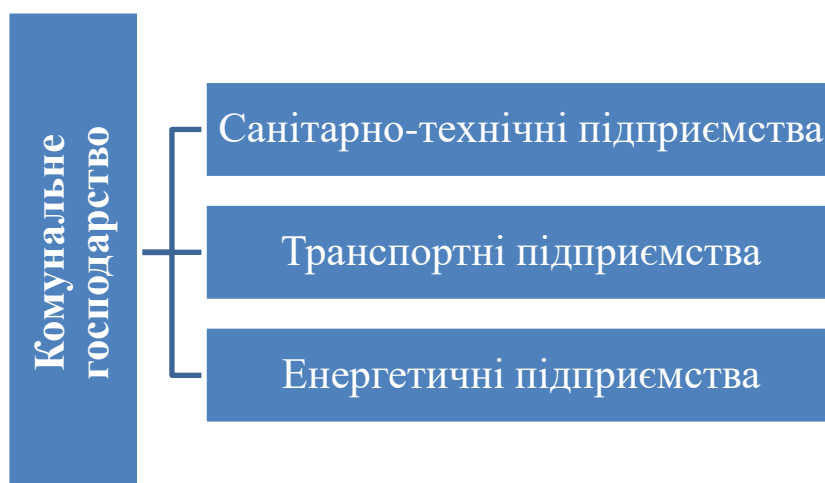 Комунальне
господарство
Санітарно-технічні підприємства
Транспортні підприємства
Енергетичні підприємства